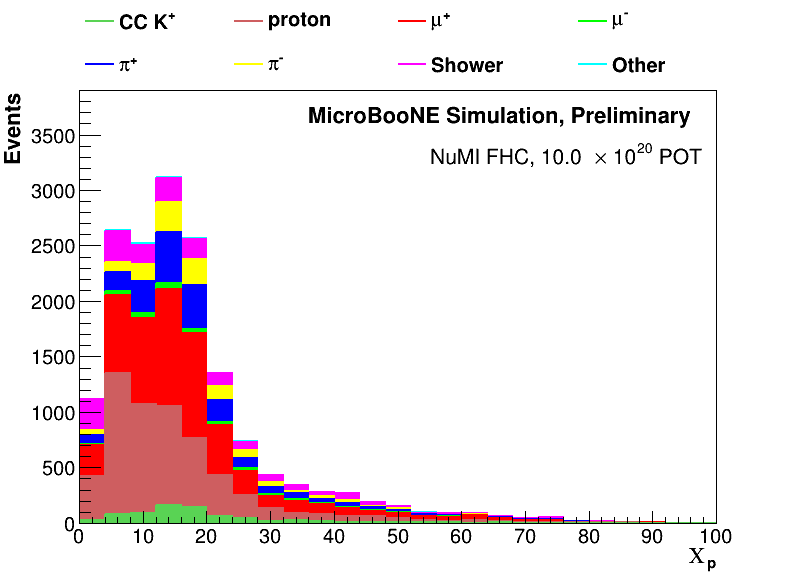 CC K⁺ proton μ⁺ μ⁻
π⁺ π⁻ Shower Other
MicroBooNE Simulation, Preliminary
NuMI FHC, 10.0 × 10²⁰ POT
Events
3500
3000
2500
2000
1500
1000
500
0
0 10 20 30 40 50 60 70 80 90 100
Xₚ